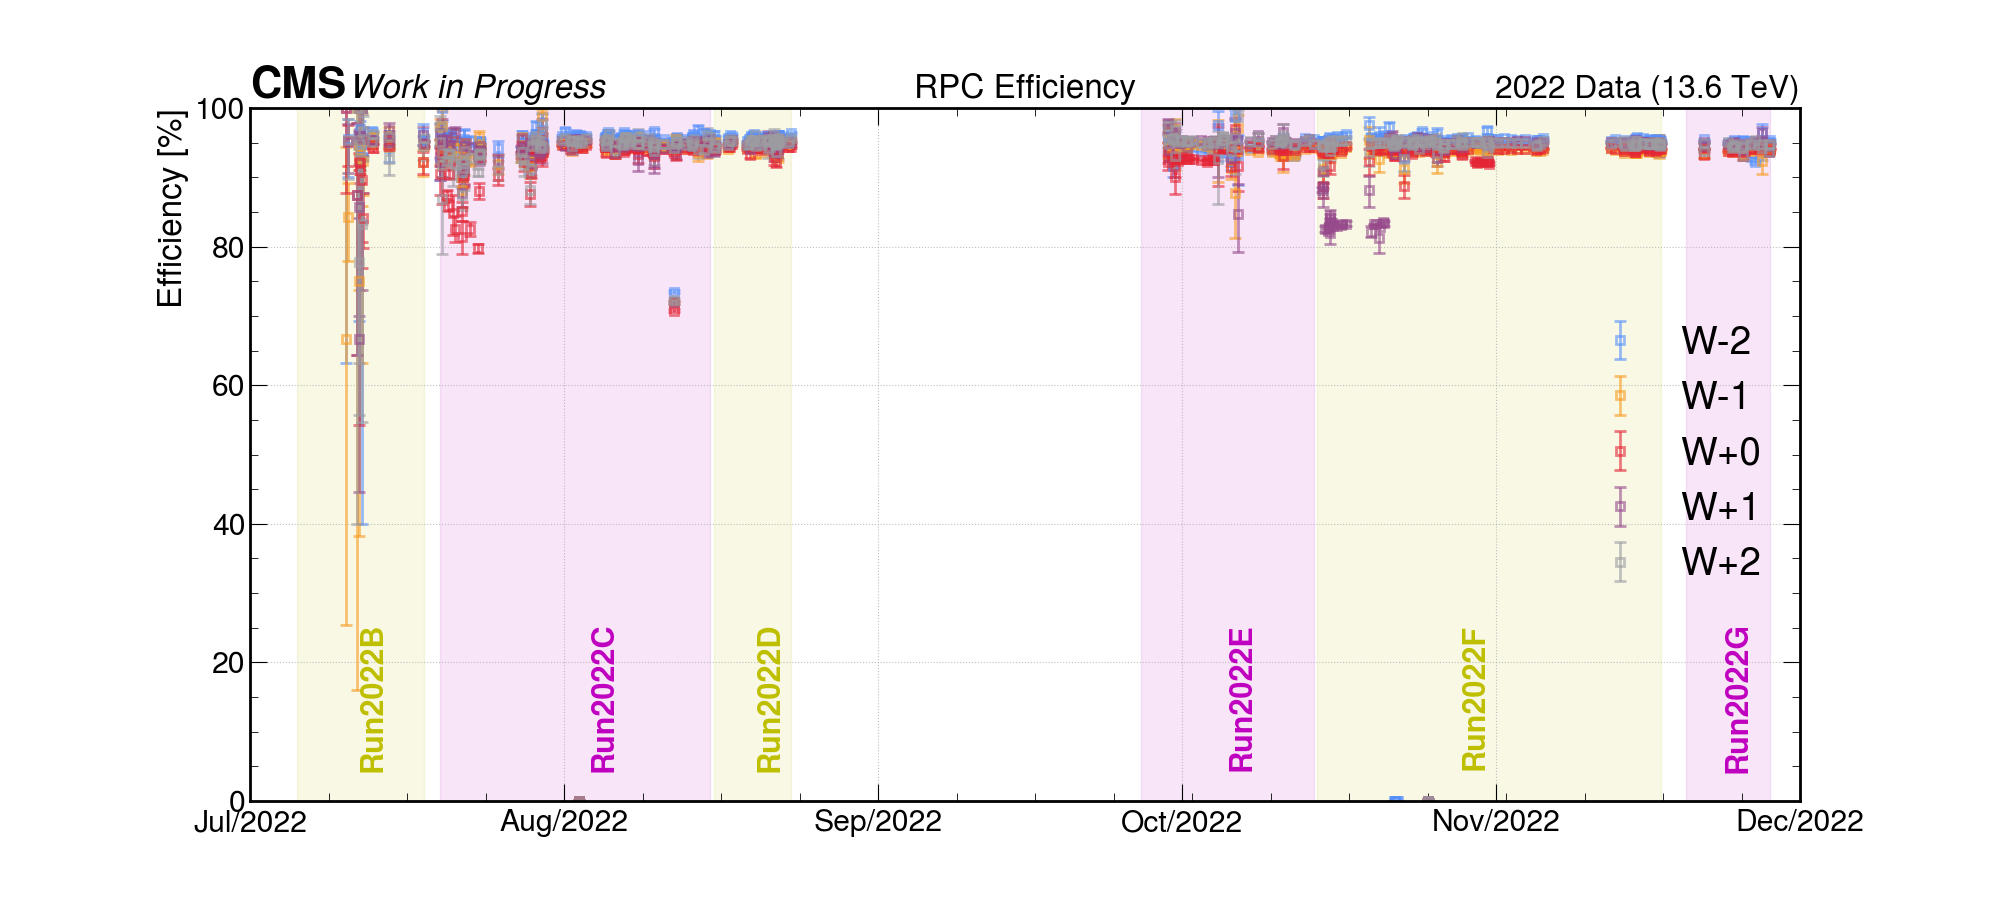 CMS Work in Progress RPC Efficiency 2022 Data (13.6 TeV)
Efficiency [%]
100
80
60
40
20
0
W-2
W-1
W+0
W+1
W+2
Run2022B
Run2022C
Run2022D
Run2022E
Run2022F
Run2022G
Jul/2022 Aug/2022 Sep/2022 Oct/2022 Nov/2022 Dec/2022